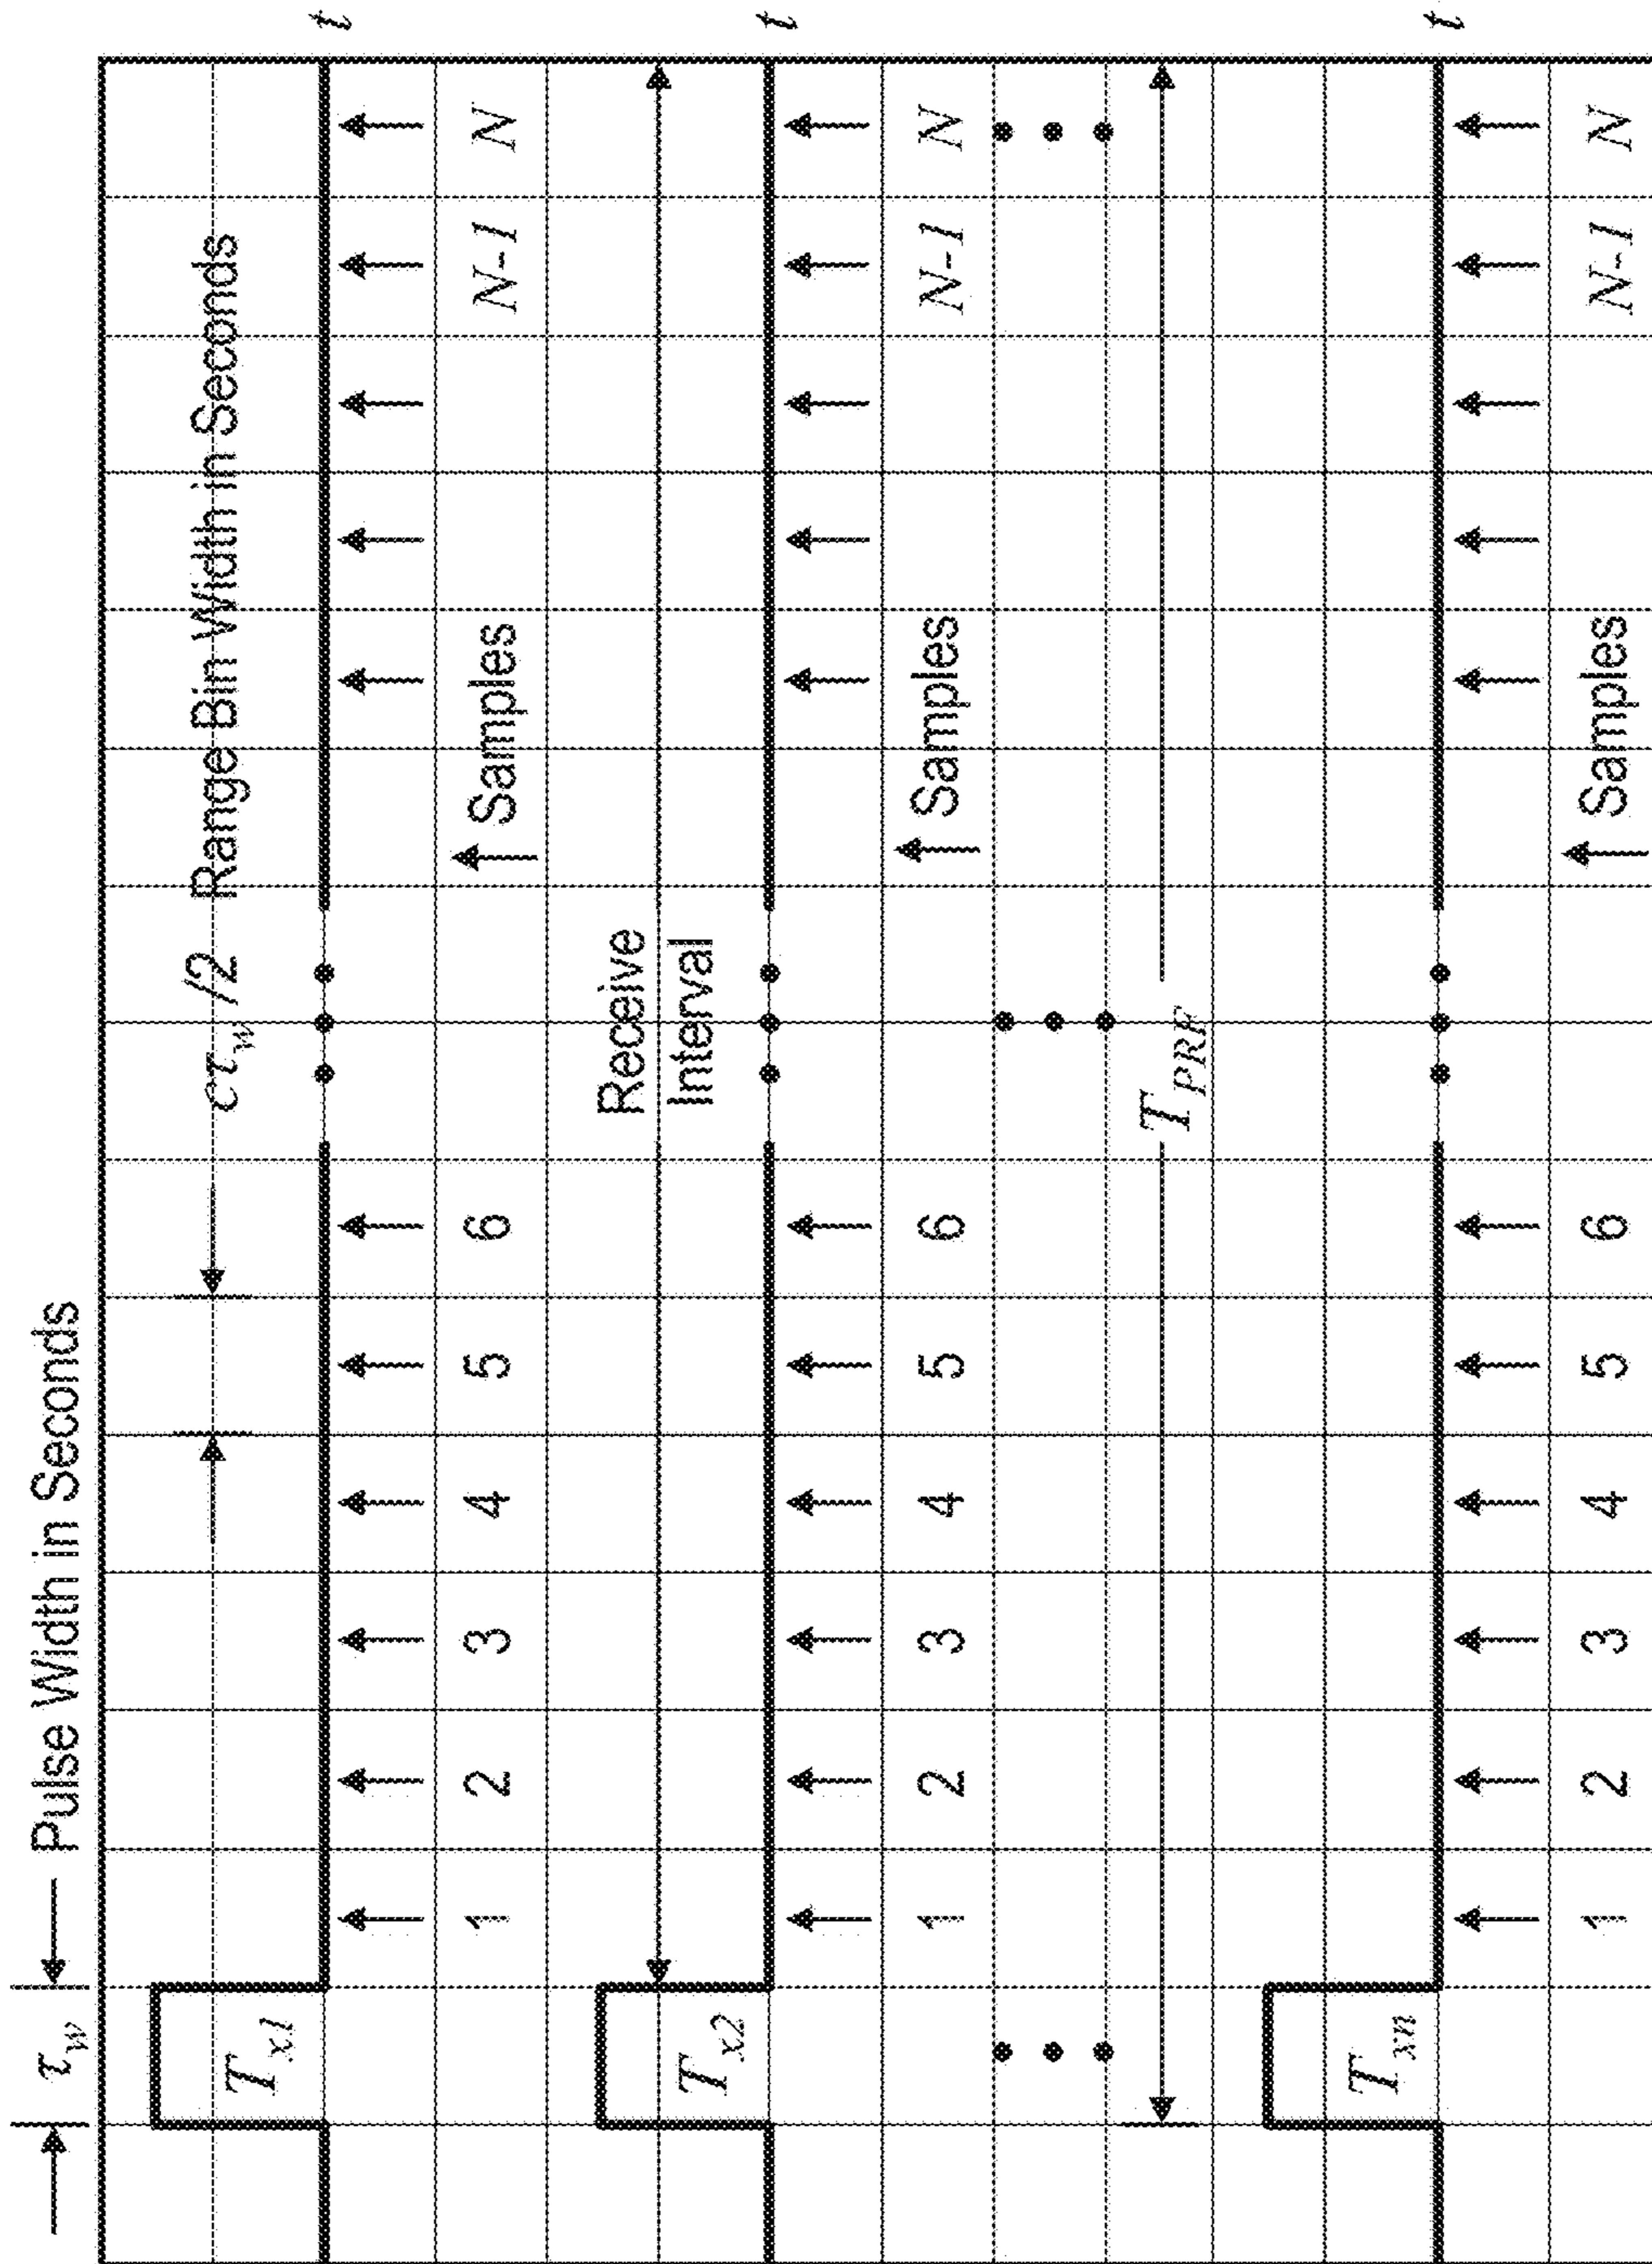 τw Pulse Width in Seconds
cτw/2 Range Bin Width in Seconds
Tx1
t
1 2 3 4 5 6 N-1 N
Samples
Receive
Interval
Tx2
t
1 2 3 4 5 6 N-1 N
Samples
TPRF
Txn
t
1 2 3 4 5 6 N-1 N
Samples